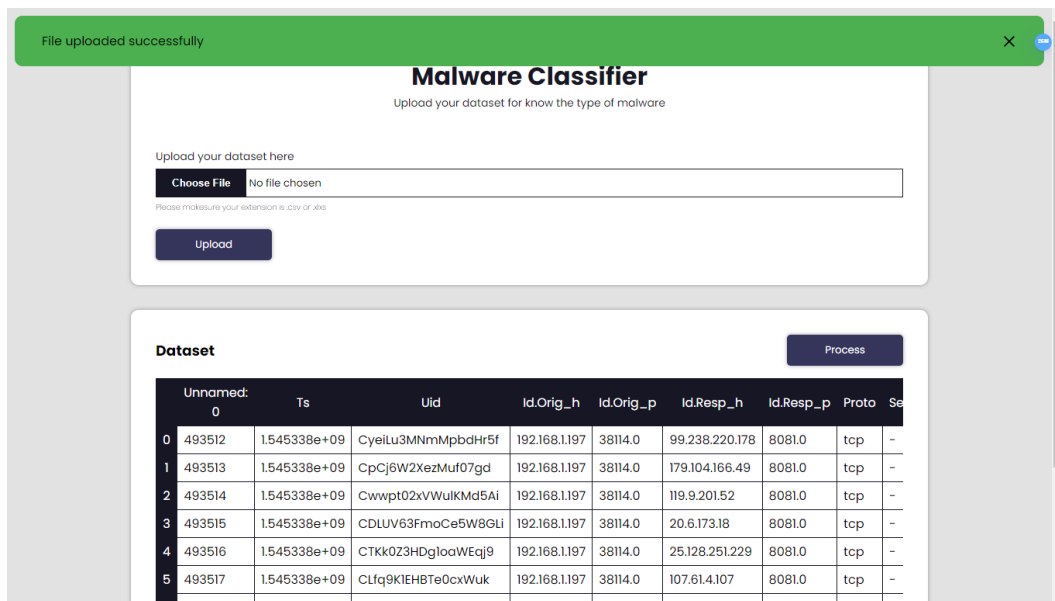 File uploaded successfully
Malware Classifier
Upload your dataset for know the type of malware
Upload your dataset here
Choose File No file chosen
Please makesure your extension is .csv or .xlxs
Upload
Dataset
Process
Unnamed: 0 Ts Uid Id.Orig_h Id.Orig_p Id.Resp_h Id.Resp_p Proto Se
0 493512 1.545338e+09 CyeiLu3MNmMpbdHr5f 192.168.1.197 38114.0 99.238.220.178 8081.0 tcp -
1 493513 1.545338e+09 CpCj6W2XezMuf07gd 192.168.1.197 38114.0 179.104.166.49 8081.0 tcp -
2 493514 1.545338e+09 Cwwpt02xVWulKMd5Ai 192.168.1.197 38114.0 119.9.201.52 8081.0 tcp -
3 493515 1.545338e+09 CDLUV63FmoCe5W8GLi 192.168.1.197 38114.0 20.6.173.18 8081.0 tcp -
4 493516 1.545338e+09 CTKk0Z3HDg1oaWEqj9 192.168.1.197 38114.0 25.128.251.229 8081.0 tcp -
5 493517 1.545338e+09 CLfq9K1EHBTe0cxWuk 192.168.1.197 38114.0 107.61.4.107 8081.0 tcp -